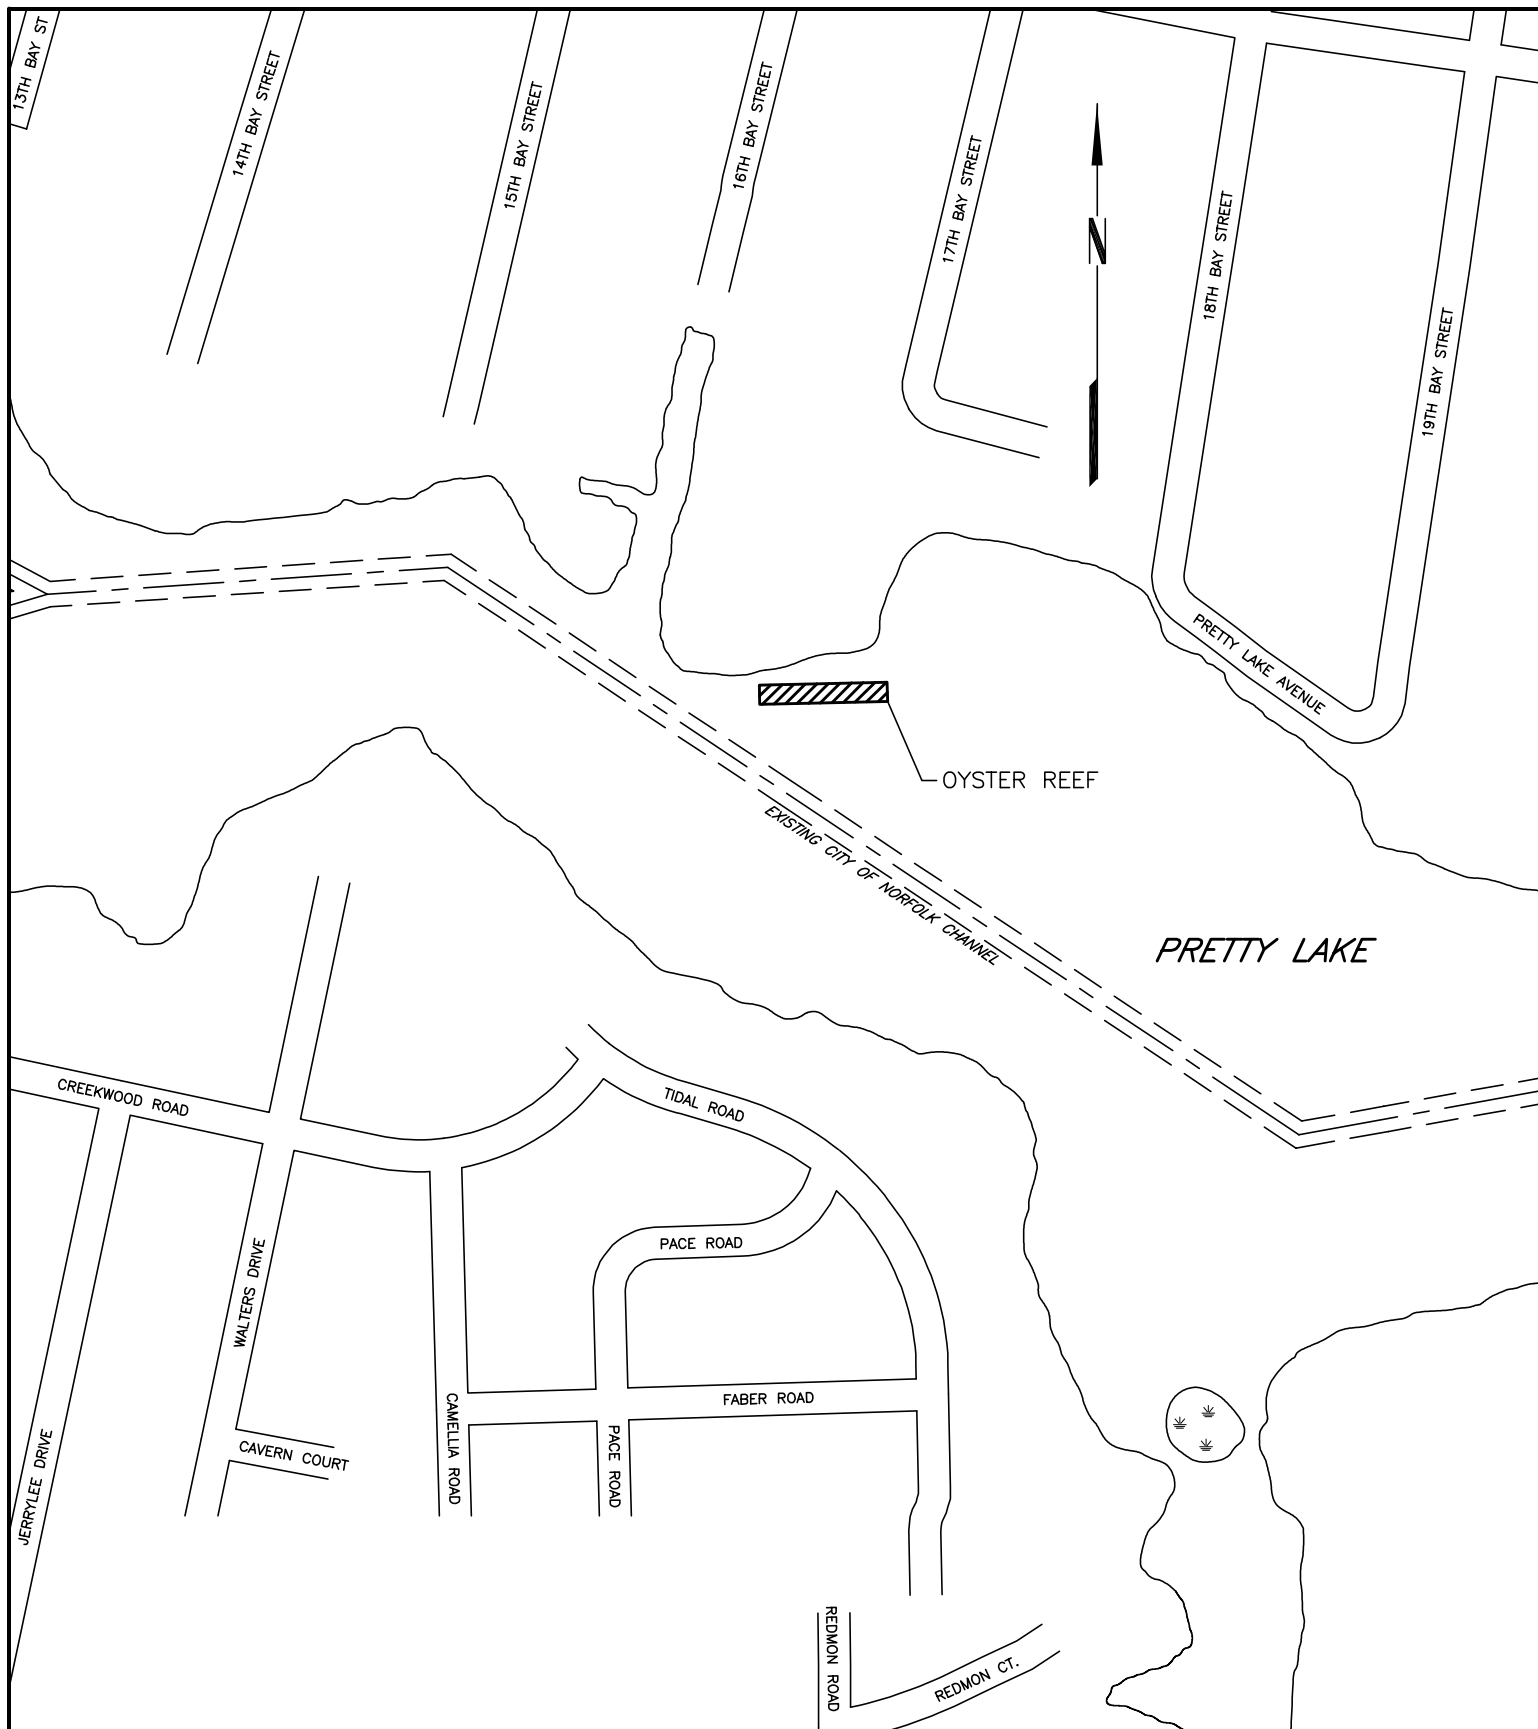 13TH BAY ST
14TH BAY STREET
15TH BAY STREET
16TH BAY STREET
17TH BAY STREET
N
18TH BAY STREET
19TH BAY STREET
PRETTY LAKE AVENUE
OYSTER REEF
EXISTING CITY OF NORFOLK CHANNEL
PRETTY LAKE
CREEKWOOD ROAD
TIDAL ROAD
PACE ROAD
WALTERS DRIVE
FABER ROAD
CAMELLIA ROAD
PACE ROAD
CAVERN COURT
JERRYLEE DRIVE
REDMON ROAD
REDMON CT.